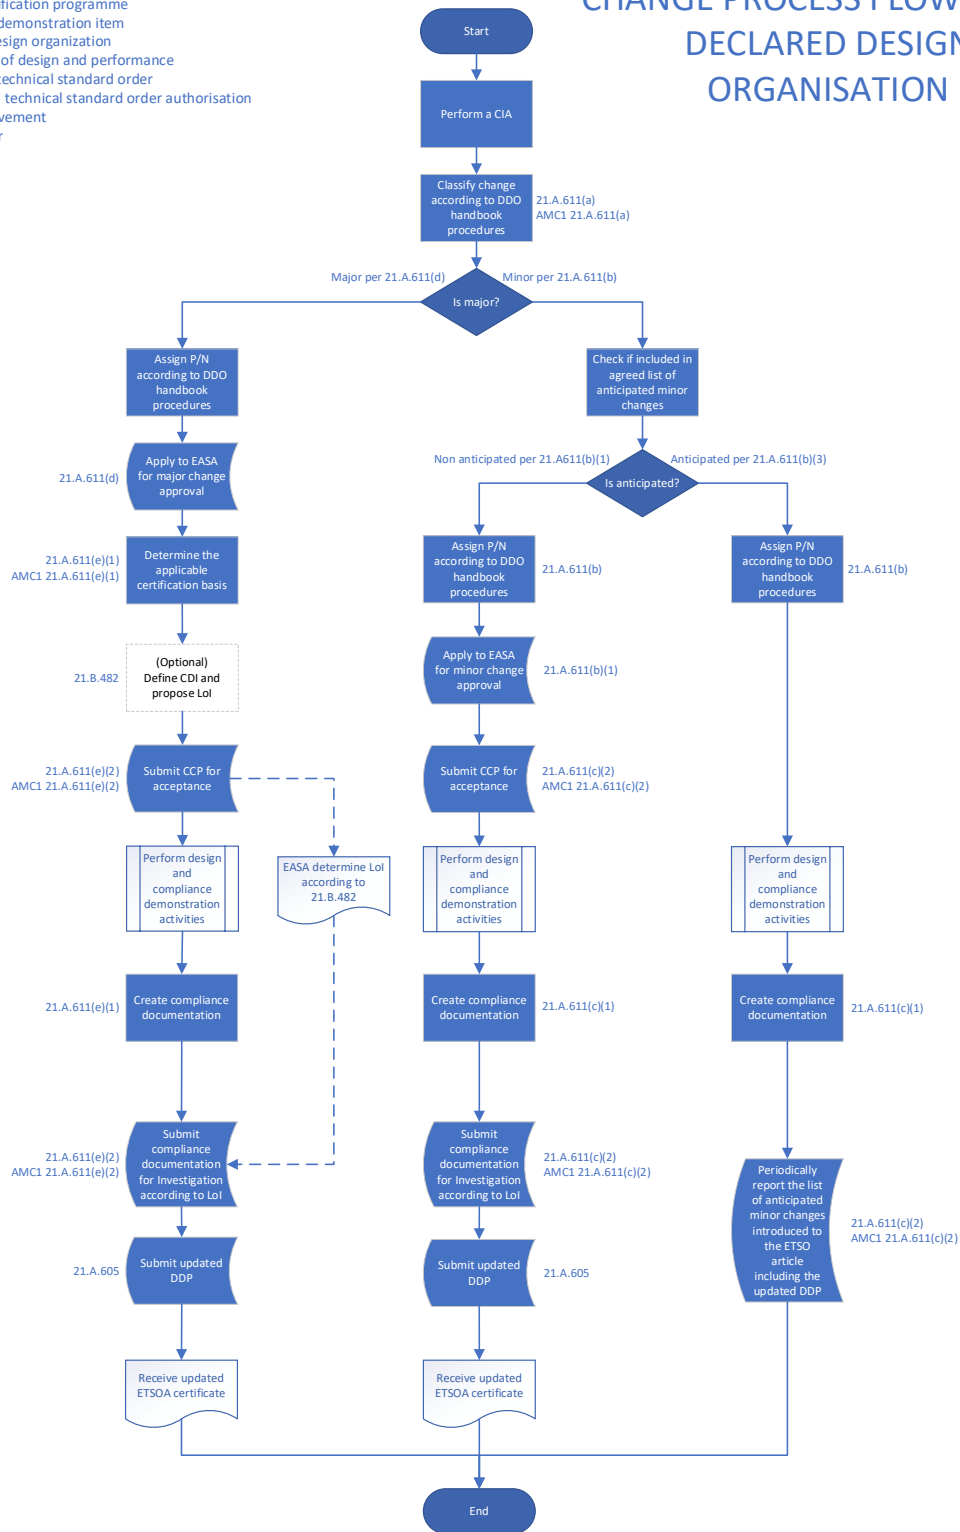 ification programme
demonstration item
esign organization
of design and performance
technical standard order
technical standard order authorisation
vement
CHANGE PROCESS FLOW
DECLARED DESIGN
ORGANISATION
Start
Perform a CIA
Classify change
according to DDO
handbook
procedures
21.A.611(a)
AMC1 21.A.611(a)
Major per 21.A.611(d)
Minor per 21.A.611(b)
Is major?
Assign P/N
according to DDO
handbook
procedures
Check if included in
agreed list of
anticipated minor
changes
Apply to EASA
for major change
approval
21.A.611(d)
Non anticipated per 21.A611(b)(1)
Anticipated per 21.A.611(b)(3)
Is anticipated?
21.A.611(e)(1)
AMC1 21.A.611(e)(1)
Determine the
applicable
certification basis
Assign P/N
according to DDO
handbook
procedures
21.A.611(b)
Assign P/N
according to DDO
handbook
procedures
21.A.611(b)
21.B.482
(Optional)
Define CDI and
propose LoI
Apply to EASA
for minor change
approval
21.A.611(b)(1)
21.A.611(e)(2)
AMC1 21.A.611(e)(2)
Submit CCP for
acceptance
Submit CCP for
acceptance
21.A.611(c)(2)
AMC1 21.A.611(c)(2)
Perform design
and
compliance
demonstration
activities
EASA determine LoI
according to
21.B.482
Perform design
and
compliance
demonstration
activities
Perform design
and
compliance
demonstration
activities
21.A.611(e)(1)
Create compliance
documentation
Create compliance
documentation
21.A.611(c)(1)
Create compliance
documentation
21.A.611(c)(1)
21.A.611(e)(2)
AMC1 21.A.611(e)(2)
Submit
compliance
documentation
for Investigation
according to LoI
Submit
compliance
documentation
for Investigation
according to LoI
21.A.611(c)(2)
AMC1 21.A.611(c)(2)
Periodically
report the list
of anticipated
minor changes
introduced to
the ETSO
article
including the
updated DDP
21.A.611(c)(2)
AMC1 21.A.611(c)(2)
21.A.605
Submit updated
DDP
Submit updated
DDP
21.A.605
Receive updated
ETSOA certificate
Receive updated
ETSOA certificate
End